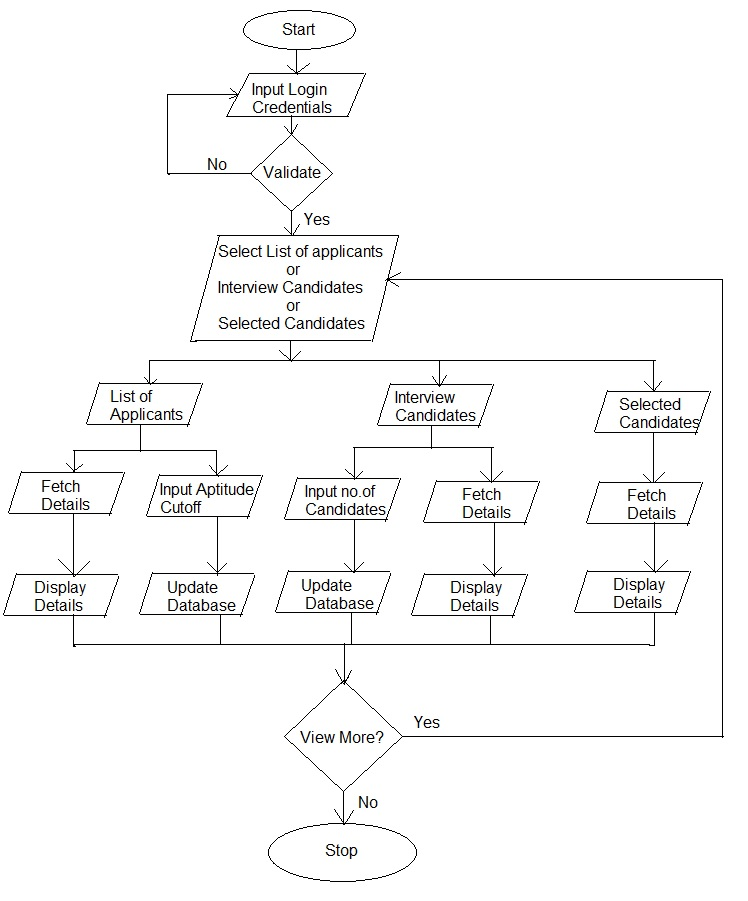 Start
Input Login
Credentials
Validate
No
Yes
Select List of applicants
or
Interview Candidates
or
Selected Candidates
List of
Applicants
Interview
Candidates
Selected
Candidates
Fetch
Details
Input Aptitude
Cutoff
Input no.of
Candidates
Fetch
Details
Fetch
Details
Display
Details
Update
Database
Update
Database
Display
Details
Display
Details
View More?
Yes
No
Stop